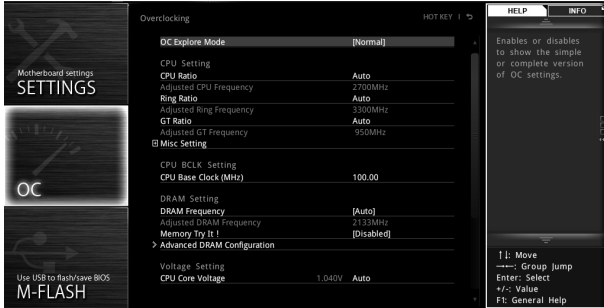 Motherboard settings
SETTINGS
OC
Use USB to flash/save BIOS
M-FLASH
Overclocking
HOT KEY
OC Explore Mode [Normal]
CPU Setting
CPU Ratio Auto
Adjusted CPU Frequency 2700MHz
Ring Ratio Auto
Adjusted Ring Frequency 3300MHz
GT Ratio Auto
Adjusted GT Frequency 950MHz
Misc Setting
CPU BCLK Setting
CPU Base Clock (MHz) 100.00
DRAM Setting
DRAM Frequency [Auto]
Adjusted DRAM Frequency 2133MHz
Memory Try It ! [Disabled]
> Advanced DRAM Configuration
Voltage Setting
CPU Core Voltage 1.040V Auto
HELP INFO
Enables or disables
to show the simple
or complete version
of OC settings.
↑↓: Move
→←: Group Jump
Enter: Select
+/-: Value
F1: General Help